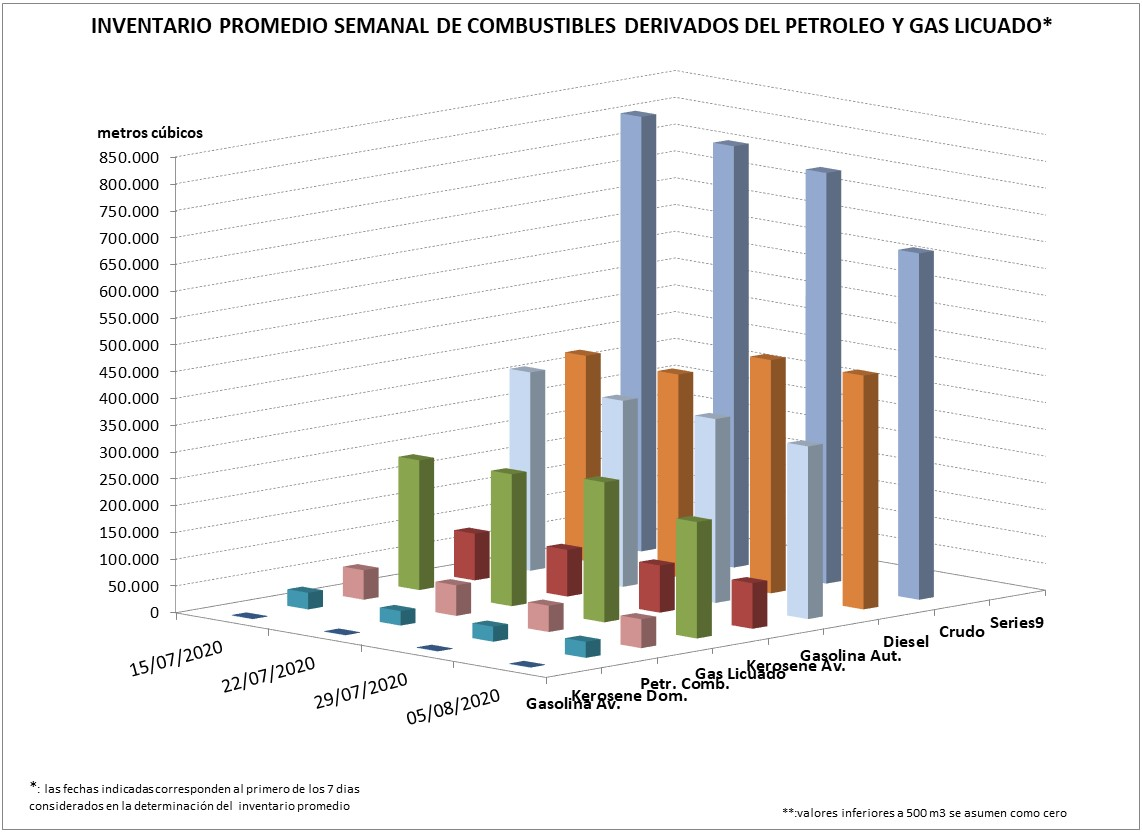 INVENTARIO PROMEDIO SEMANAL DE COMBUSTIBLES DERIVADOS DEL PETROLEO Y GAS LICUADO*
metros cúbicos
850.000
800.000
750.000
700.000
650.000
600.000
550.000
500.000
450.000
400.000
350.000
300.000
250.000
200.000
150.000
100.000
50.000
0
15/07/2020
22/07/2020
29/07/2020
05/08/2020
Gasolina Av.
Kerosene Dom.
Petr. Comb.
Gas Licuado
Kerosene Av.
Gasolina Aut.
Diesel
Crudo
Series9
*: las fechas indicadas corresponden al primero de los 7 dias
considerados en la determinación del inventario promedio
**:valores inferiores a 500 m3 se asumen como cero